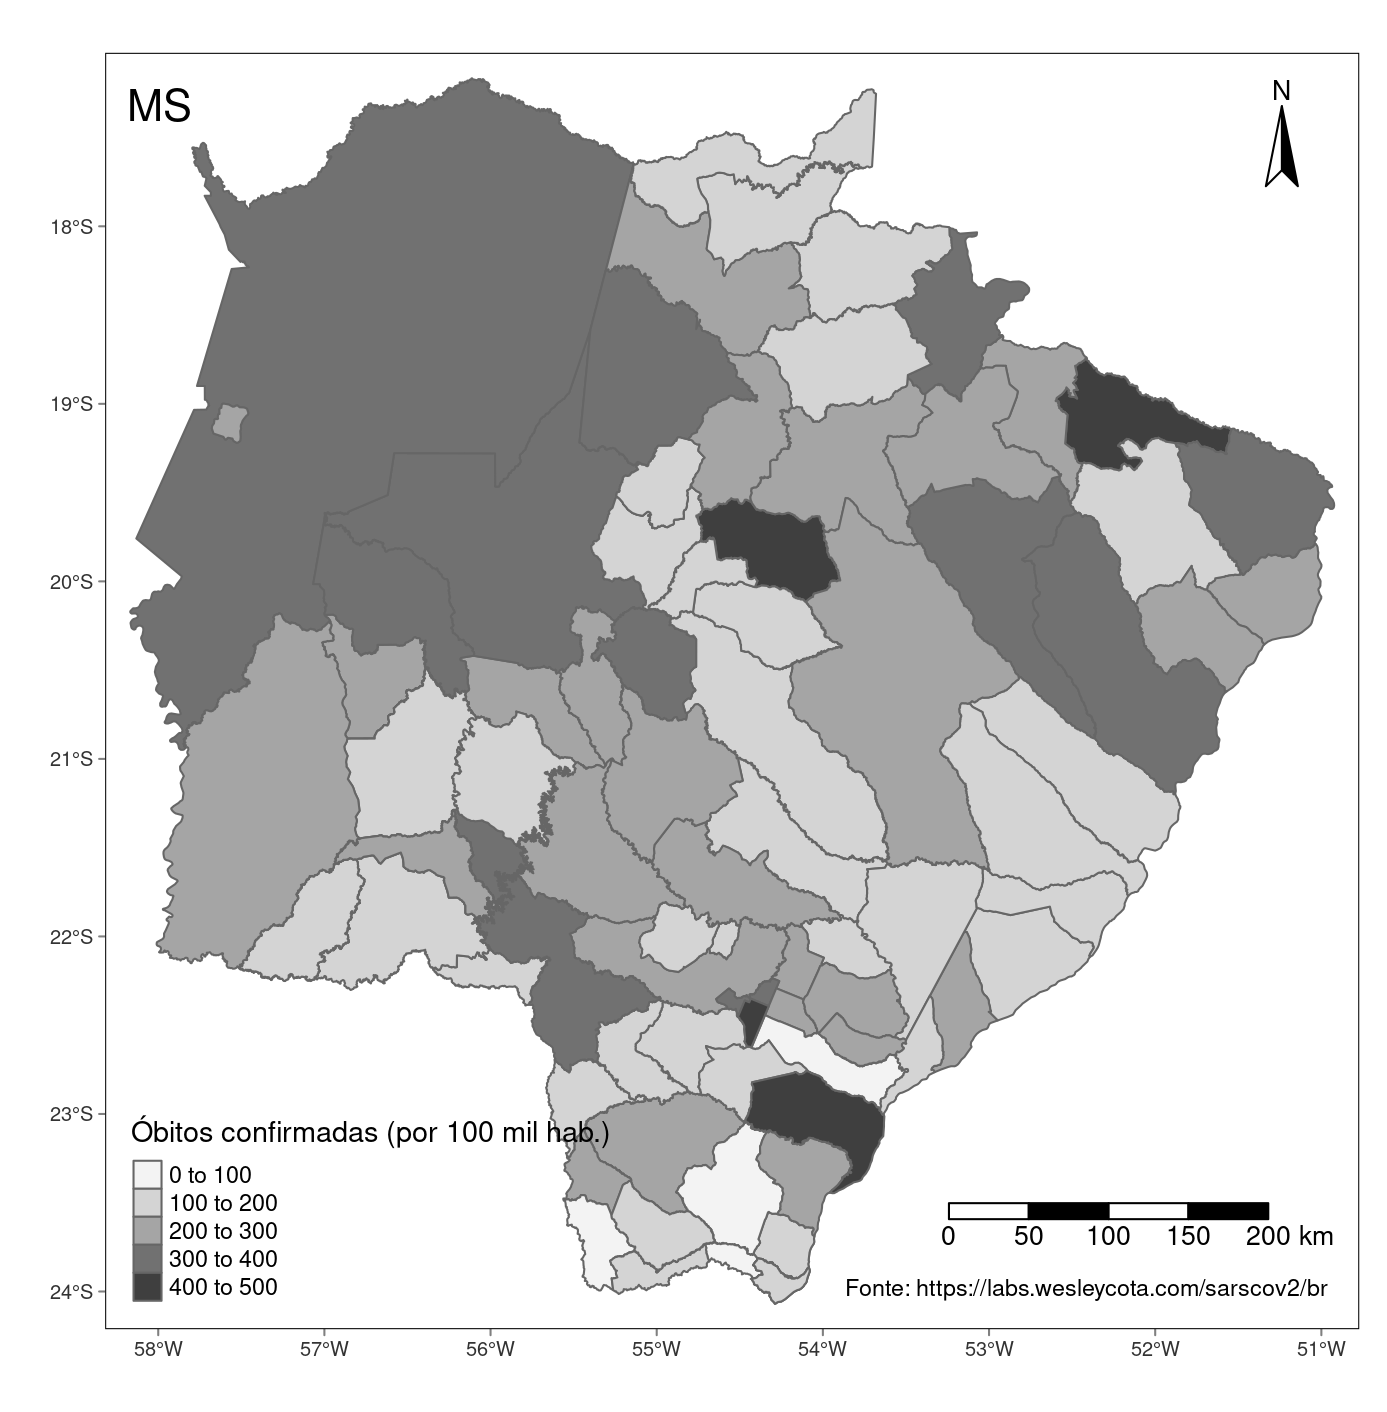 MS
N
18°S
19°S
20°S
21°S
22°S
23°S
24°S
Óbitos confirmadas (por 100 mil hab.)
0 to 100
100 to 200
200 to 300
300 to 400
400 to 500
0 50 100 150 200 km
Fonte: https://labs.wesleycota.com/sarscov2/br
58°W 57°W 56°W 55°W 54°W 53°W 52°W 51°W